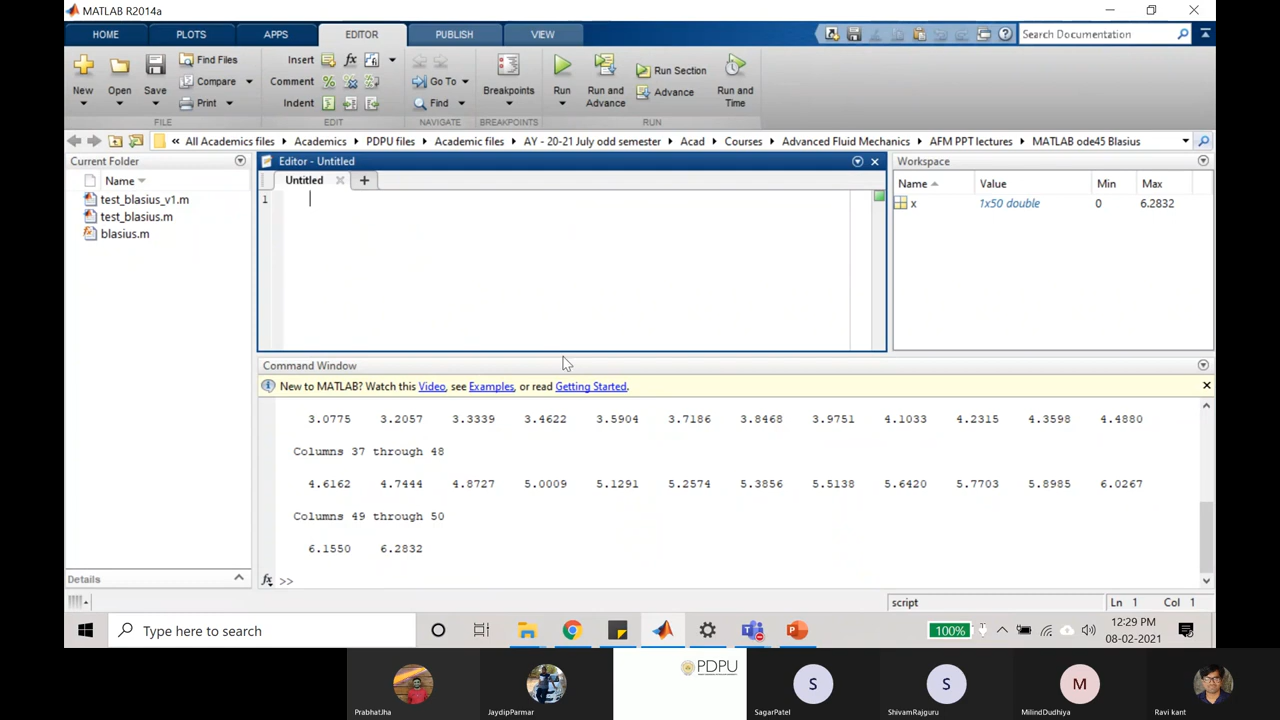 MATLAB R2014a
HOME PLOTS APPS EDITOR PUBLISH VIEW Search Documentation
New Open Save Find Files Compare Print Insert Comment Indent fx Go To Find Breakpoints Run Run and Advance Run Section Advance Run and Time
FILE EDIT NAVIGATE BREAKPOINTS RUN
« All Academics files Academics PDPU files Academic files AY - 20-21 July odd semester Acad Courses Advanced Fluid Mechanics AFM PPT lectures MATLAB ode45 Blasius
Current Folder
Name
test_blasius_v1.m
test_blasius.m
blasius.m
Details
Editor - Untitled
Untitled
1
Workspace
Name Value Min Max
x 1x50 double 0 6.2832
Command Window
New to MATLAB? Watch this Video, see Examples, or read Getting Started.
3.0775 3.2057 3.3339 3.4622 3.5904 3.7186 3.8468 3.9751 4.1033 4.2315 4.3598 4.4880
Columns 37 through 48
4.6162 4.7444 4.8727 5.0009 5.1291 5.2574 5.3856 5.5138 5.6420 5.7703 5.8985 6.0267
Columns 49 through 50
6.1550 6.2832
fx >>
script Ln 1 Col 1
Type here to search
100%
12:29 PM
08-02-2021
PDPU
S S M
PrabhatJha JaydipParmar SagarPatel ShivamRajguru MilindDudhiya Ravi kant